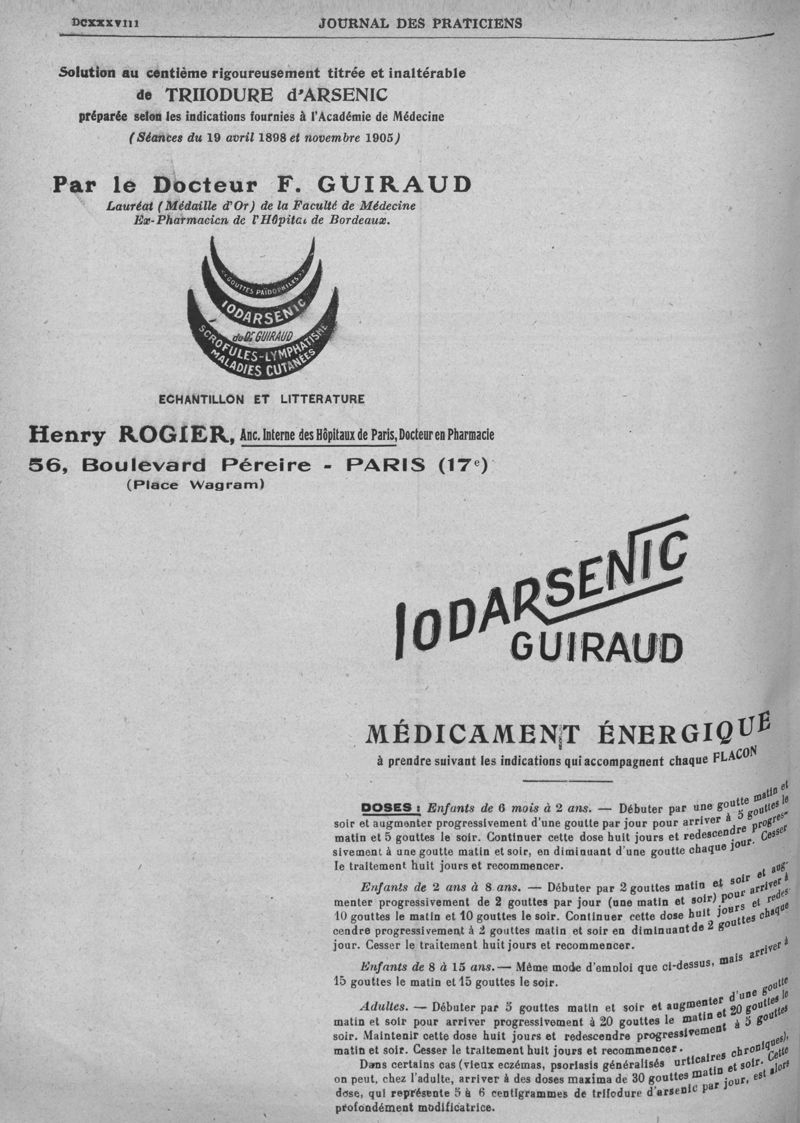 DCXXXVIII
JOURNAL DES PRATICIENS
Solution au centième rigoureusement titrée et inaltérable
de TRIIODURE d'ARSENIC
préparée selon les indications fournies à l'Académie de Médecine
(Séances du 19 avril 1898 et novembre 1905)
Par le Docteur F. GUIRAUD
Lauréat (Médaille d'Or) de la Faculté de Médecine
Ex-Pharmacien de l'Hôpital de Bordeaux.
"GOUTTES PAÏDOPHILES"
IODARSENIC
du Dr GUIRAUD
SCROFULES-LYMPHATISME
MALADIES CUTANÉES
ECHANTILLON ET LITTERATURE
Henry ROGIER, Anc. Interne des Hôpitaux de Paris, Docteur en Pharmacie
56, Boulevard Péreire - PARIS (17e)
(Place Wagram)
IODARSENIC
GUIRAUD
MÉDICAMENT ÉNERGIQUE
à prendre suivant les indications qui accompagnent chaque FLACON
DOSES : Enfants de 6 mois à 2 ans. — Débuter par une goutte matin et
soir et augmenter progressivement d'une goutte par jour pour arriver à 5 gouttes le
matin et 5 gouttes le soir. Continuer cette dose huit jours et redescendre progres-
sivement à une goutte matin et soir, en diminuant d'une goutte chaque jour. Cesser
le traitement huit jours et recommencer.
Enfants de 2 ans à 8 ans. — Débuter par 2 gouttes matin et soir et aug-
menter progressivement de 2 gouttes par jour (une matin et soir) pour arriver à
10 gouttes le matin et 10 gouttes le soir. Continuer cette dose huit jours et redes-
cendre progressivement à 2 gouttes matin et soir en diminuant de 2 gouttes chaque
jour. Cesser le traitement huit jours et recommencer.
Enfants de 8 à 15 ans. — Même mode d'emploi que ci-dessus, mais arriver à
15 gouttes le matin et 15 gouttes le soir.
Adultes. — Débuter par 5 gouttes matin et soir et augmenter d'une goutte
matin et soir pour arriver progressivement à 20 gouttes le matin et 20 gouttes le
soir. Maintenir cette dose huit jours et redescendre progressivement à 5 gouttes
matin et soir. Cesser le traitement huit jours et recommencer.
Dans certains cas (vieux eczémas, psoriasis généralisés urticaires chroniques),
on peut, chez l'adulte, arriver à des doses maxima de 30 gouttes matin et soir. Cette
dose, qui représente 5 à 6 centigrammes de triiodure d'arsenic par jour, est alors
profondément modificatrice.